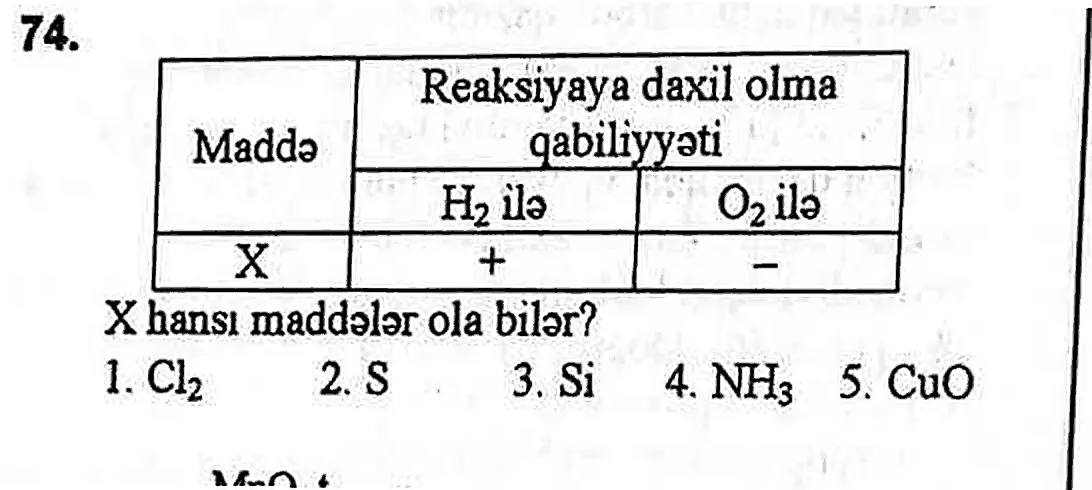 74.
Maddə
Reaksiyaya daxil olma
qabiliyyəti
H₂ ilə
O₂ ilə
X
+
–
X hansı maddələr ola bilər?
1. Cl₂ 2. S 3. Si 4. NH₃ 5. CuO